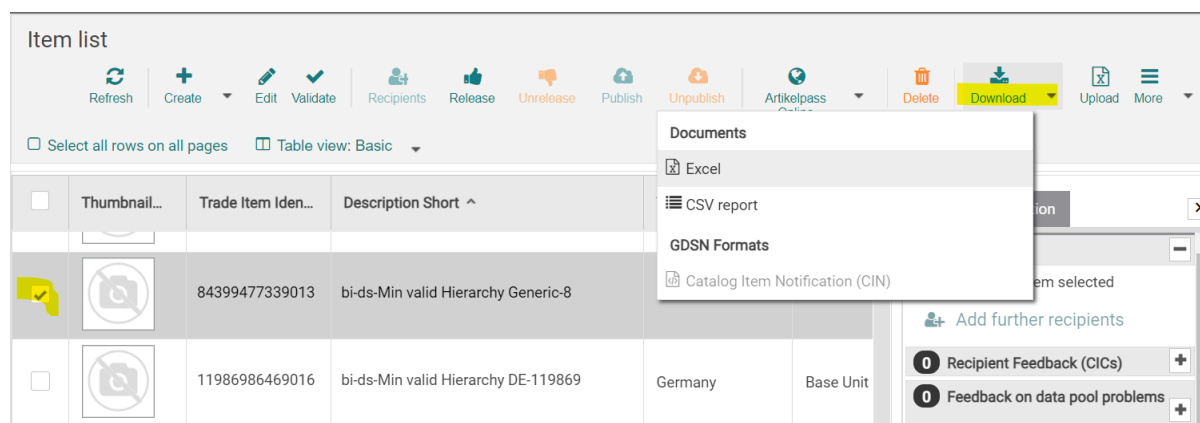 Item list
Refresh Create Edit Validate Recipients Release Unrelease Publish Unpublish Artikelpass Online Delete Download Upload More
Select all rows on all pages Table view: Basic
Documents
Excel
CSV report
GDSN Formats
Catalog Item Notification (CIN)
Thumbnail... Trade Item Iden... Description Short
84399477339013 bi-ds-Min valid Hierarchy Generic-8
11986986469016 bi-ds-Min valid Hierarchy DE-119869 Germany Base Unit
em selected
Add further recipients
0 Recipient Feedback (CICs)
0 Feedback on data pool problems